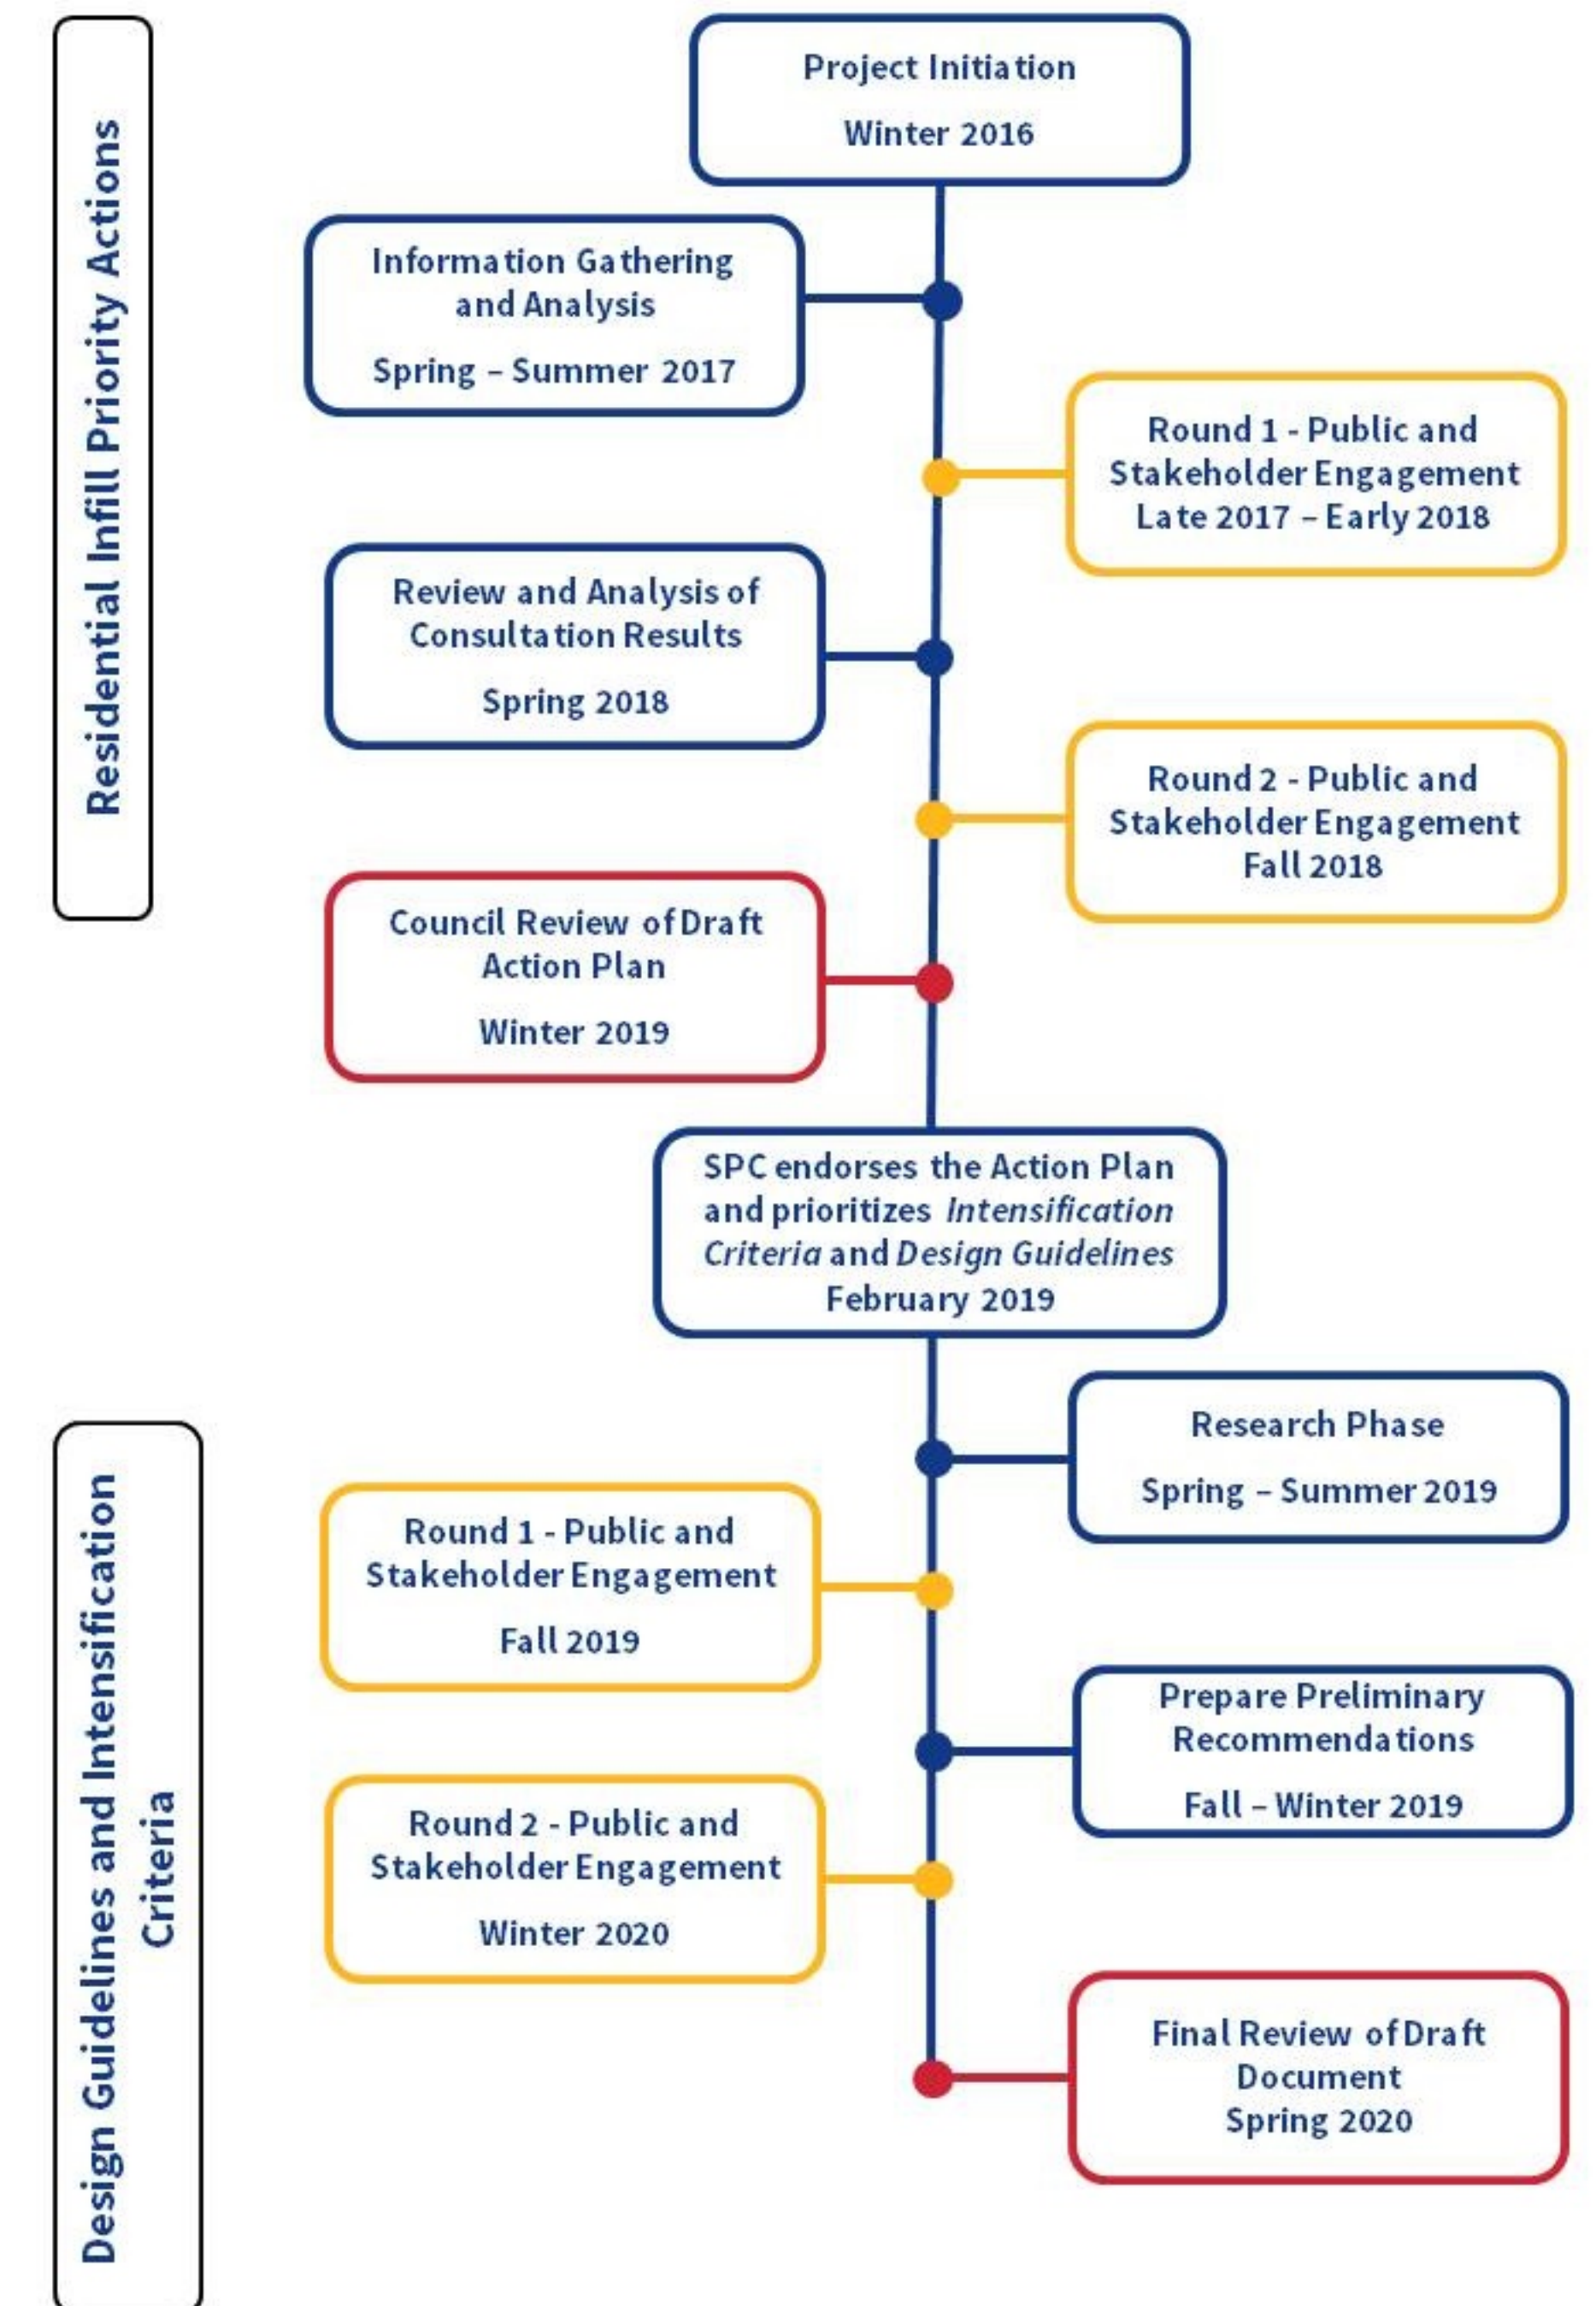 Residential Infill Priority Actions
Project Initiation
Winter 2016
Information Gathering
and Analysis
Spring – Summer 2017
Round 1 - Public and
Stakeholder Engagement
Late 2017 – Early 2018
Review and Analysis of
Consultation Results
Spring 2018
Round 2 - Public and
Stakeholder Engagement
Fall 2018
Council Review of Draft
Action Plan
Winter 2019
SPC endorses the Action Plan
and prioritizes Intensification
Criteria and Design Guidelines
February 2019
Design Guidelines and Intensification
Criteria
Research Phase
Spring – Summer 2019
Round 1 - Public and
Stakeholder Engagement
Fall 2019
Prepare Preliminary
Recommendations
Fall – Winter 2019
Round 2 - Public and
Stakeholder Engagement
Winter 2020
Final Review of Draft
Document
Spring 2020